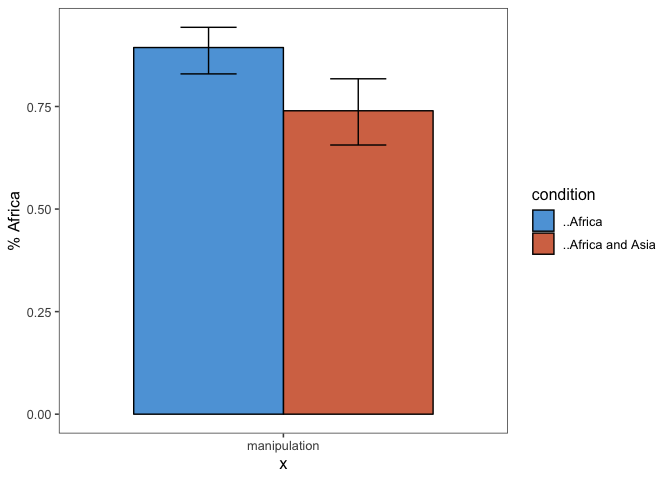 % Africa
0.75
0.50
0.25
0.00
manipulation
x
condition
..Africa
..Africa and Asia